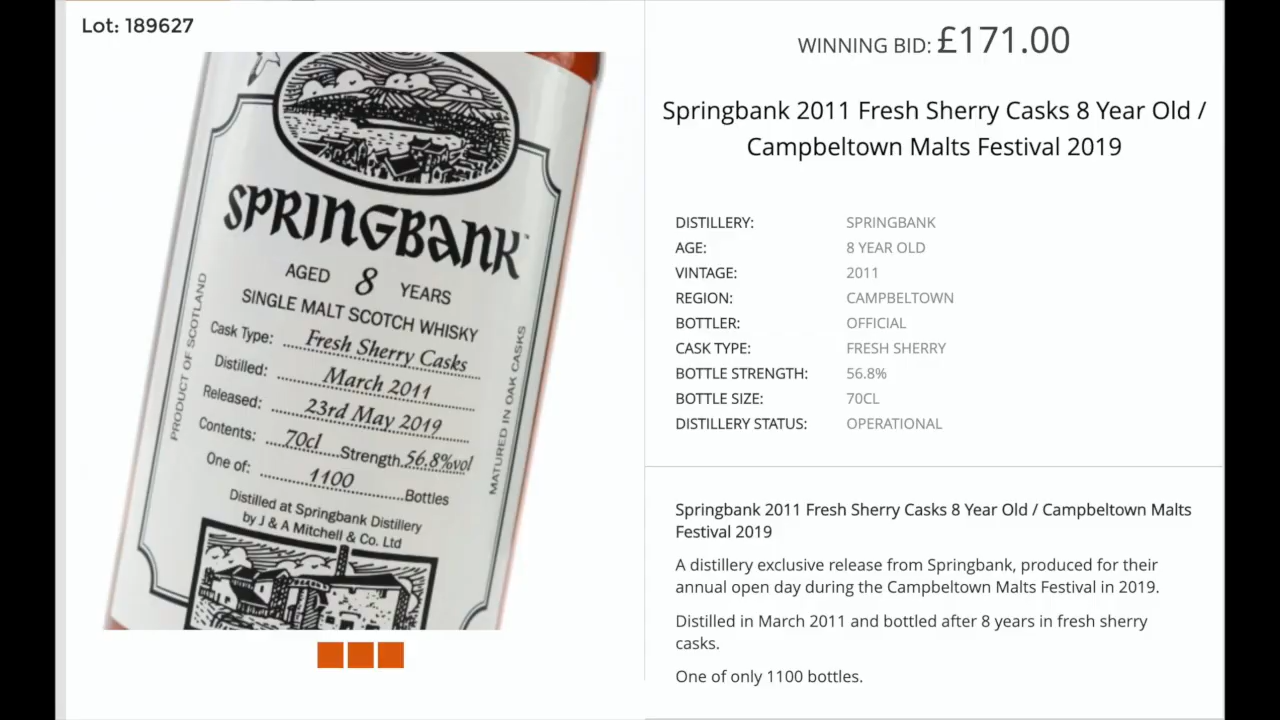 Lot: 189627
SPRINGBANK™
AGED 8 YEARS
SINGLE MALT SCOTCH WHISKY
Cask Type: Fresh Sherry Casks
Distilled: March 2011
Released: 23rd May 2019
Contents: 70cl Strength 56.8%vol
One of: 1100 Bottles
Distilled at Springbank Distillery
by J & A Mitchell & Co. Ltd
PRODUCT OF SCOTLAND
MATURED IN OAK CASKS
WINNING BID: £171.00
Springbank 2011 Fresh Sherry Casks 8 Year Old /
Campbeltown Malts Festival 2019
DISTILLERY: SPRINGBANK
AGE: 8 YEAR OLD
VINTAGE: 2011
REGION: CAMPBELTOWN
BOTTLER: OFFICIAL
CASK TYPE: FRESH SHERRY
BOTTLE STRENGTH: 56.8%
BOTTLE SIZE: 70CL
DISTILLERY STATUS: OPERATIONAL
Springbank 2011 Fresh Sherry Casks 8 Year Old / Campbeltown Malts
Festival 2019
A distillery exclusive release from Springbank, produced for their
annual open day during the Campbeltown Malts Festival in 2019.
Distilled in March 2011 and bottled after 8 years in fresh sherry
casks.
One of only 1100 bottles.